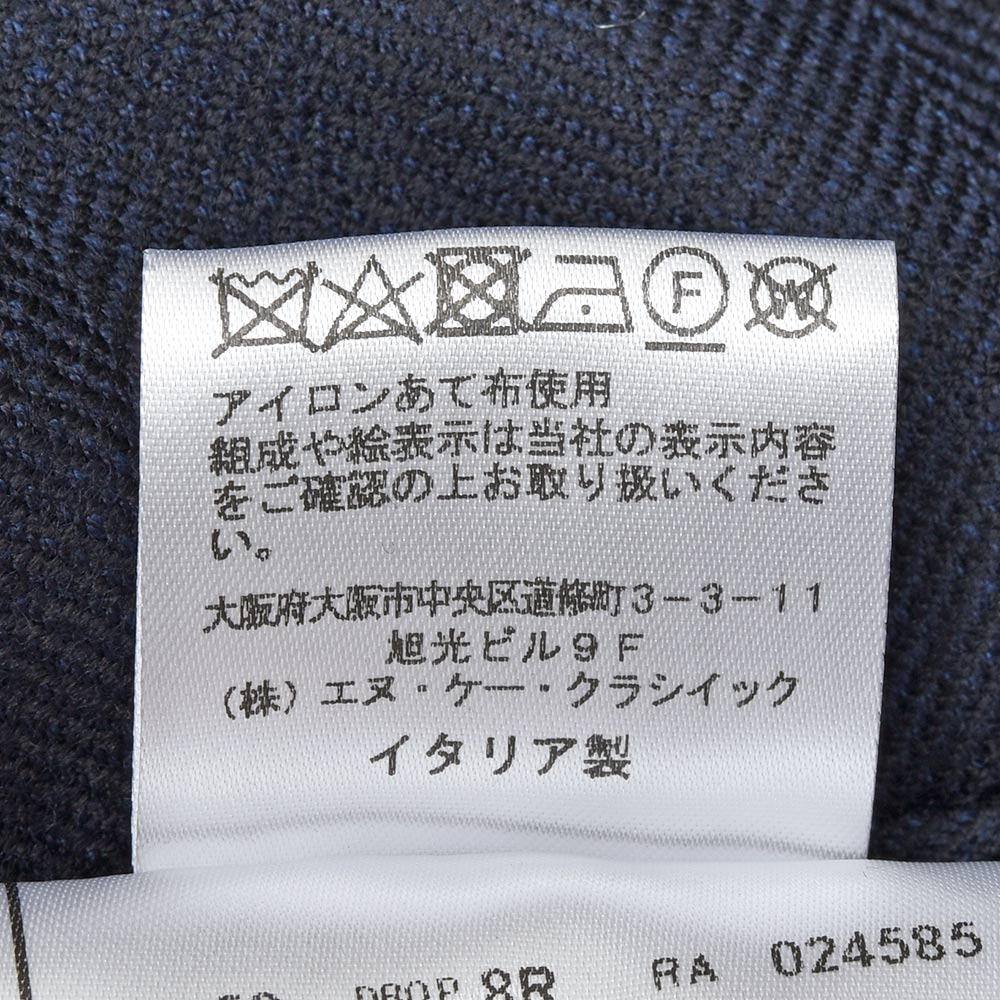 F
W
アイロンあて布使用
組成や絵表示は当社の表示内容
をご確認の上お取り扱いくださ
い。
大阪府大阪市中央区道修町3-3-11
旭光ビル9F
(株)エヌ・ケー・クラシイック
イタリア製
DROP 8R RA 024585